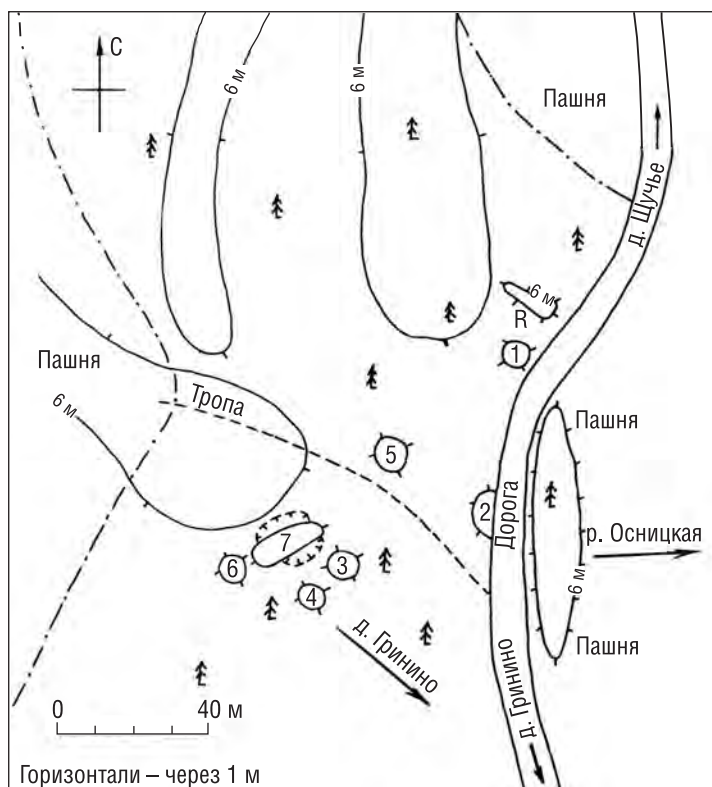 С
6 м
6 м
Пашня
д. Щучье
6 м
R
1
Пашня
Тропа
6 м
5
Пашня
2
Дорога
р. Осницкая
7
6
3
4
6 м
д. Гринино
Пашня
д. Гринино
0 40 м
Горизонтали – через 1 м